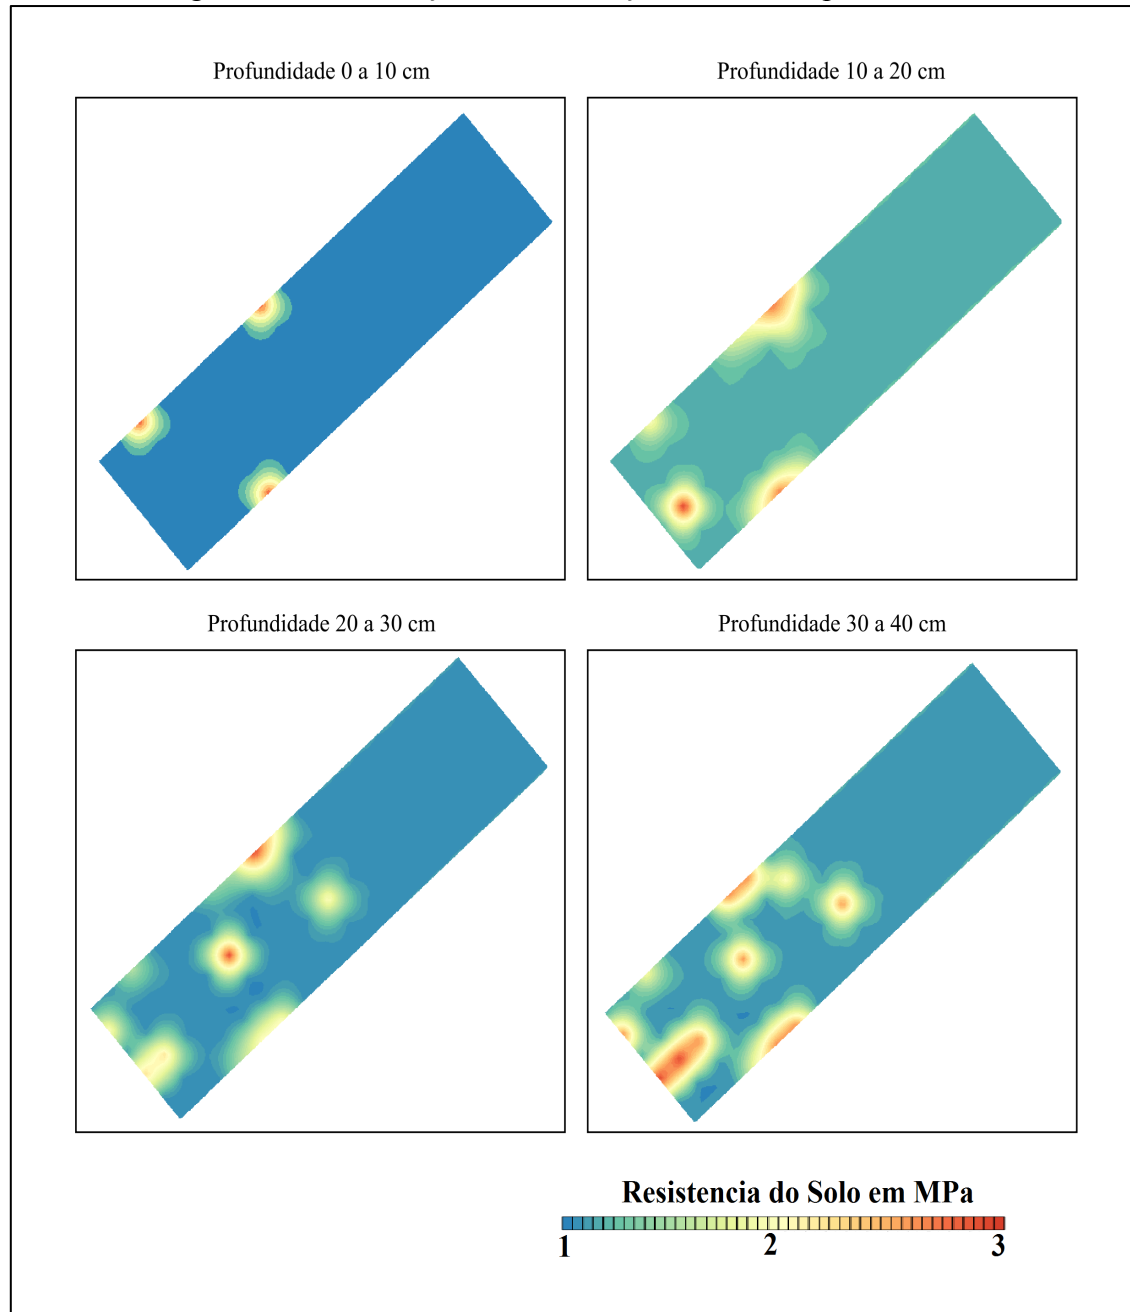 Profundidade 0 a 10 cm
Profundidade 10 a 20 cm
Profundidade 20 a 30 cm
Profundidade 30 a 40 cm
Resistencia do Solo em MPa
1 2 3